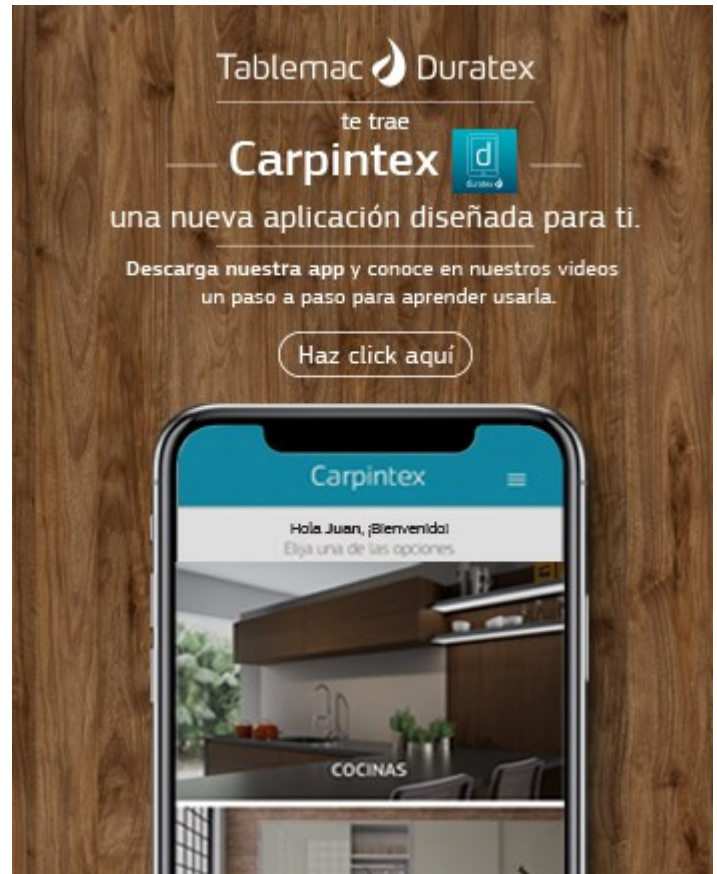 Tablemac Duratex
te trae
Carpintex
d
duratex
una nueva aplicación diseñada para ti.
Descarga nuestra app y conoce en nuestros videos
un paso a paso para aprender usarla.
Haz click aquí
Carpintex
Hola Juan, ¡Bienvenido!
Elija una de las opciones
COCINAS